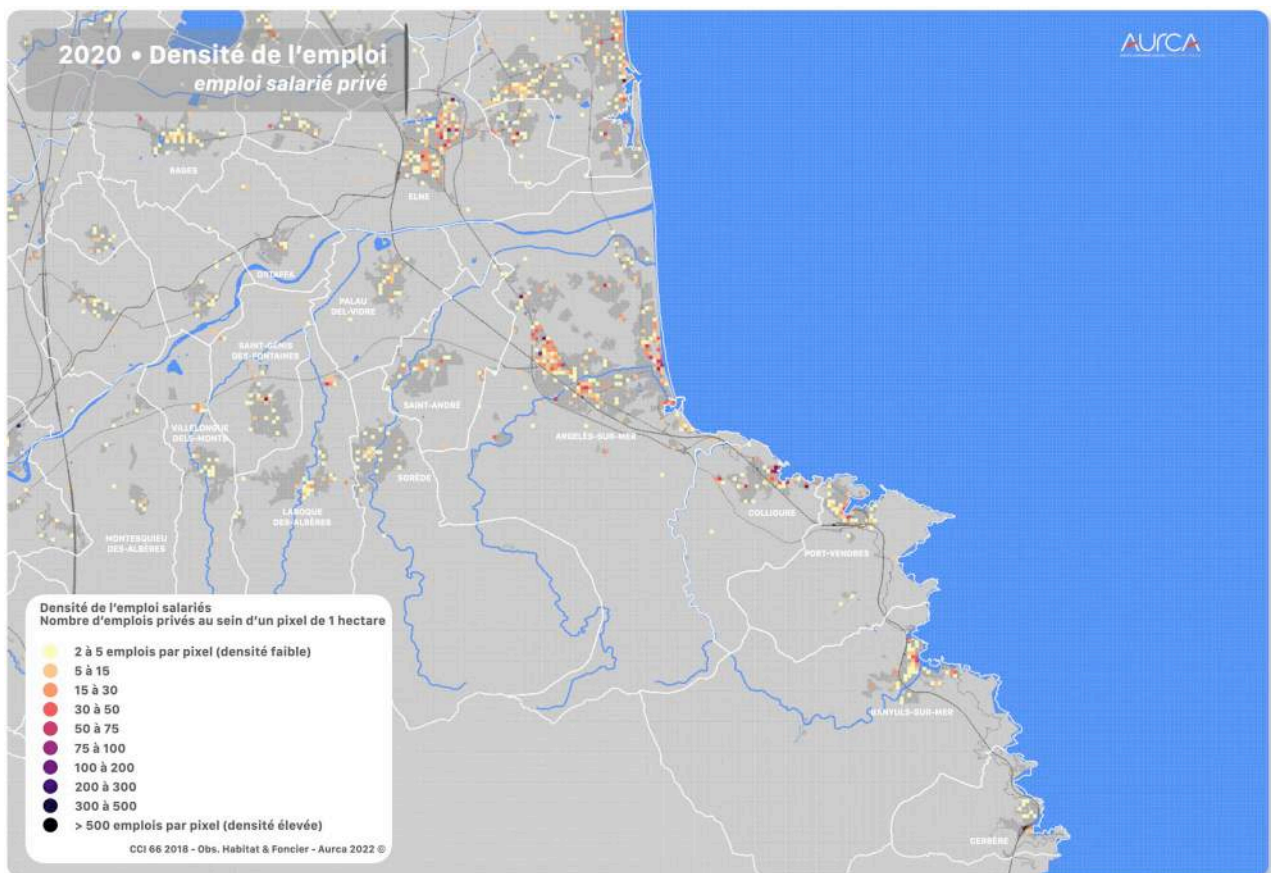 2020 • Densité de l'emploi
emploi salarié privé
AURCA
BAGES
ELNE
ORTAFFA
PALAU
DEL-VIDRE
SAINT-GÉNIS
DES-FONTAINES
SAINT-ANDRÉ
VILLELONGUE
DELS-MONTS
ARGELÈS-SUR-MER
SORÈDE
LAROQUE
DES-ALBÈRES
COLLIOURE
MONTESQUIEU
DES-ALBÈRES
PORT-VENDRES
BANYULS-SUR-MER
CERBÈRE
Densité de l'emploi salariés
Nombre d'emplois privés au sein d'un pixel de 1 hectare
2 à 5 emplois par pixel (densité faible)
5 à 15
15 à 30
30 à 50
50 à 75
75 à 100
100 à 200
200 à 300
300 à 500
> 500 emplois par pixel (densité élevée)
CCI 66 2018 - Obs. Habitat & Foncier - Aurca 2022 ©